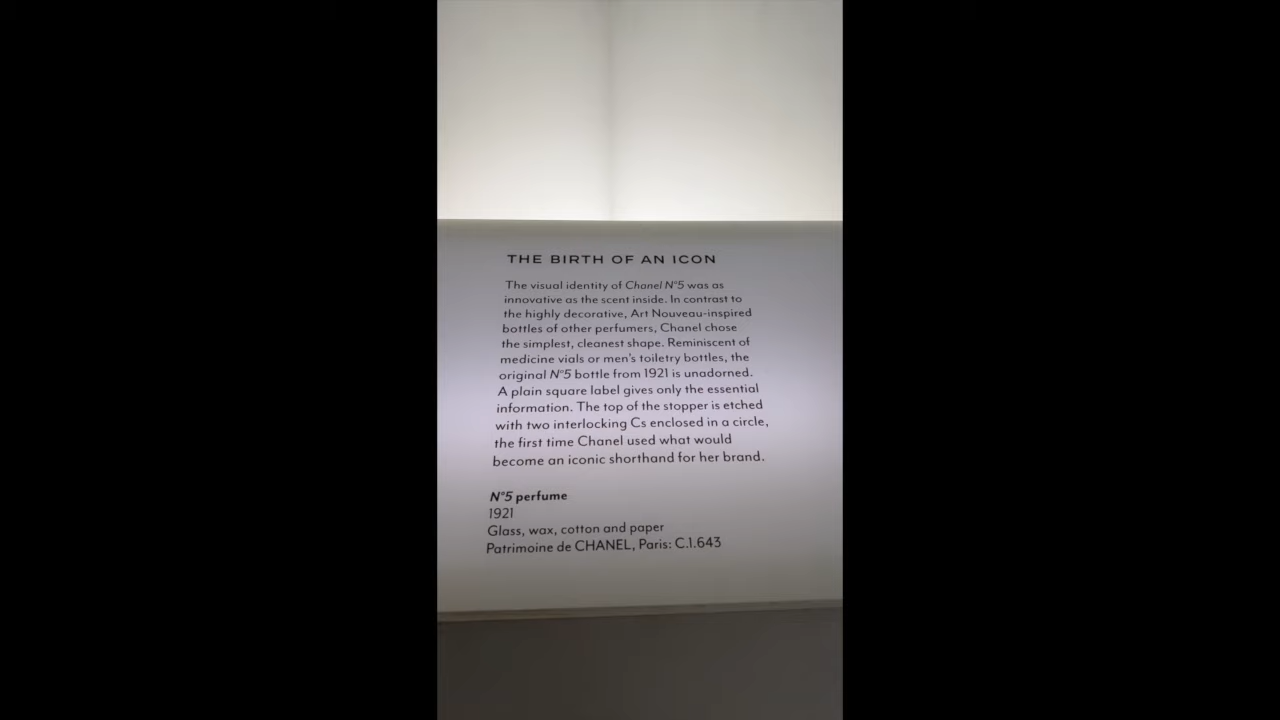 THE BIRTH OF AN ICON
The visual identity of Chanel N°5 was as
innovative as the scent inside. In contrast to
the highly decorative, Art Nouveau-inspired
bottles of other perfumers, Chanel chose
the simplest, cleanest shape. Reminiscent of
medicine vials or men's toiletry bottles, the
original N°5 bottle from 1921 is unadorned.
A plain square label gives only the essential
information. The top of the stopper is etched
with two interlocking Cs enclosed in a circle,
the first time Chanel used what would
become an iconic shorthand for her brand.
N°5 perfume
1921
Glass, wax, cotton and paper
Patrimoine de CHANEL, Paris: C.1.643